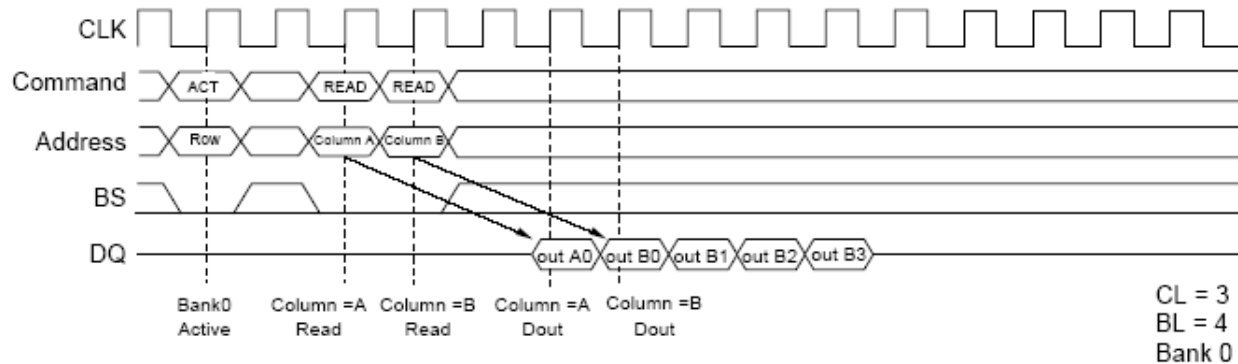 CLK
Command ACT READ READ
Address Row Column A Column B
BS
DQ out A0 out B0 out B1 out B2 out B3
Bank0 Column =A Column =B Column =A Column =B
Active Read Read Dout Dout
CL = 3
BL = 4
Bank 0